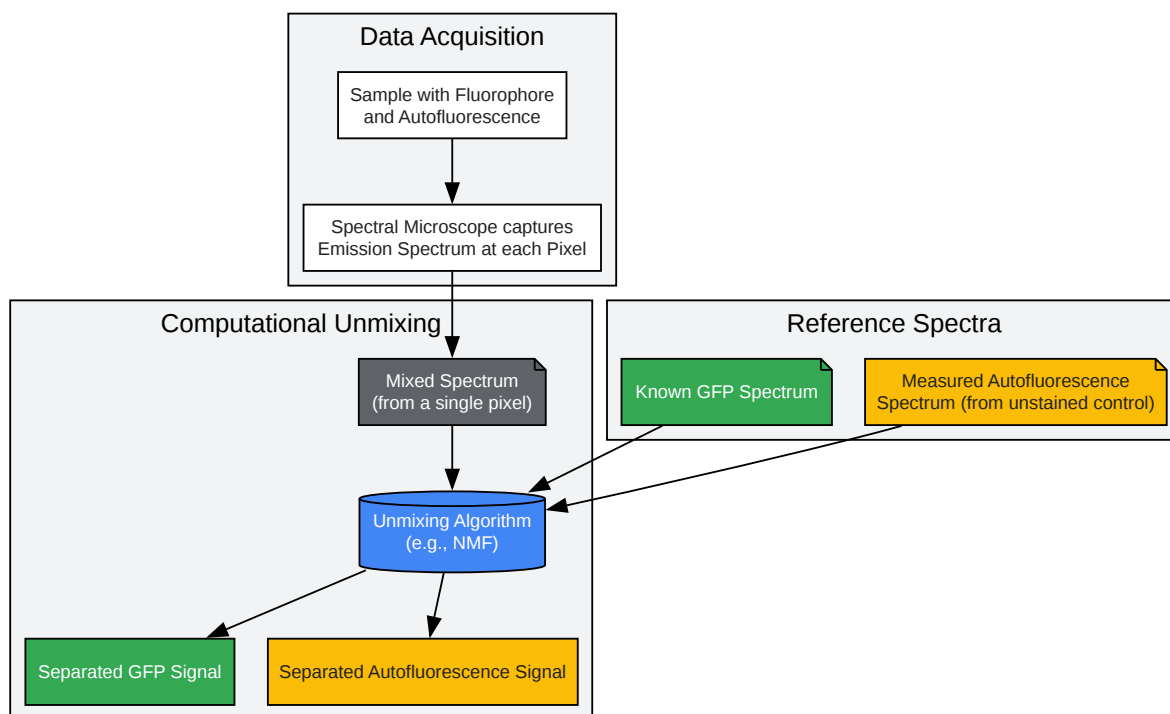 Data Acquisition
Sample with Fluorophore
and Autofluorescence
Spectral Microscope captures
Emission Spectrum at each Pixel
Computational Unmixing
Mixed Spectrum
(from a single pixel)
Unmixing Algorithm
(e.g., NMF)
Separated GFP Signal
Separated Autofluorescence Signal
Reference Spectra
Known GFP Spectrum
Measured Autofluorescence
Spectrum (from unstained control)